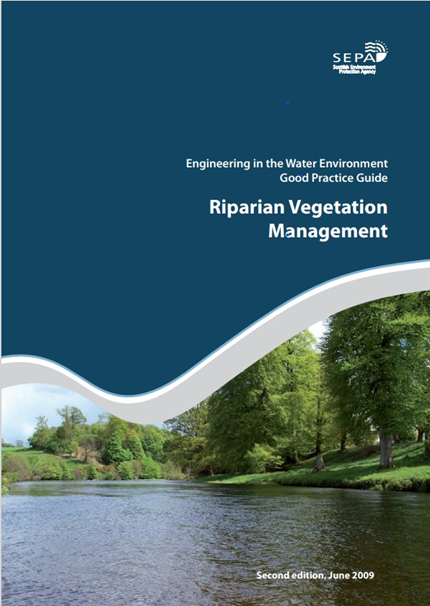 SEPA
Scottish Environment
Protection Agency
Engineering in the Water Environment
Good Practice Guide
Riparian Vegetation
Management
Second edition, June 2009